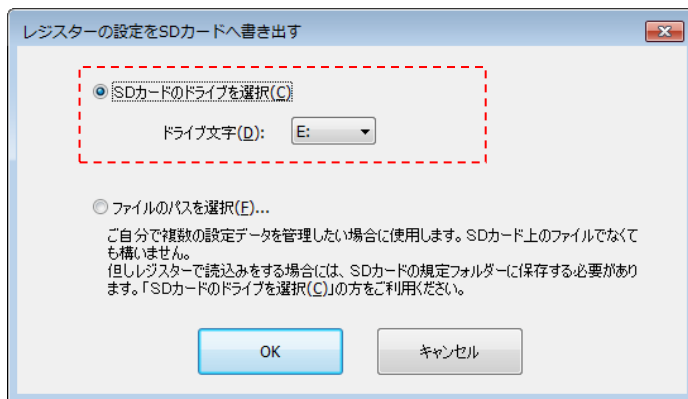 レジスターの設定をSDカードへ書き出す
SDカードのドライブを選択(C)
ドライブ文字(D): E:
ファイルのパスを選択(F)...
ご自分で複数の設定データを管理したい場合に使用します。SDカード上のファイルでなくて
も構いません。
但しレジスターで読込みをする場合には、SDカードの規定フォルダーに保存する必要があり
ます。「SDカードのドライブを選択(C)」の方をご利用ください。
OK キャンセル